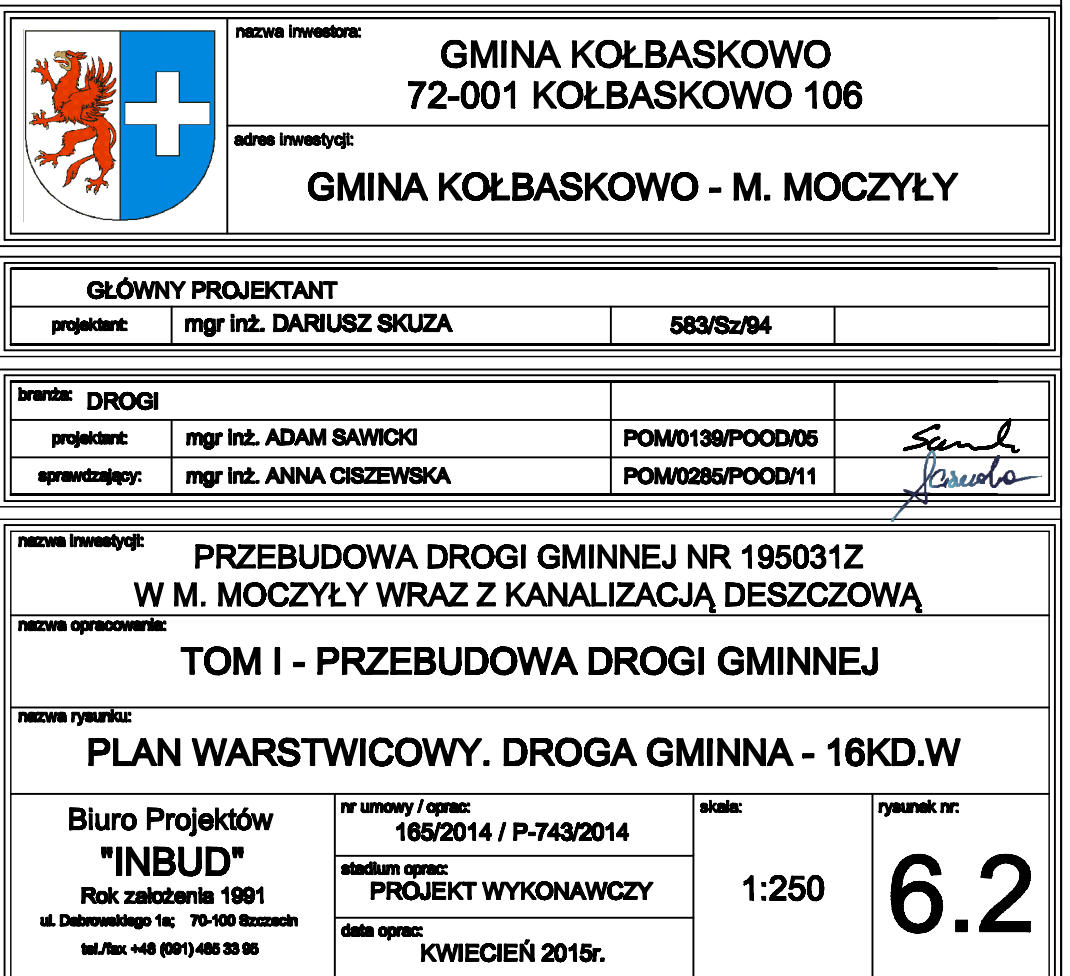 nazwa inwestora:
GMINA KOŁBASKOWO
72-001 KOŁBASKOWO 106
adres inwestycji:
GMINA KOŁBASKOWO - M. MOCZYŁY
GŁÓWNY PROJEKTANT
projektant: mgr inż. DARIUSZ SKUZA 583/Sz/94
branża: DROGI
projektant: mgr inż. ADAM SAWICKI POM/0139/POOD/05
sprawdzający: mgr inż. ANNA CISZEWSKA POM/0285/POOD/11
nazwa inwestycji:
PRZEBUDOWA DROGI GMINNEJ NR 195031Z
W M. MOCZYŁY WRAZ Z KANALIZACJĄ DESZCZOWĄ
nazwa opracowania:
TOM I - PRZEBUDOWA DROGI GMINNEJ
nazwa rysunku:
PLAN WARSTWICOWY. DROGA GMINNA - 16KD.W
Biuro Projektów
"INBUD"
Rok założenia 1991
ul. Dabrowskiego 1a; 70-100 Szczecin
tel./fax +48 (091) 485 33 95
nr umowy / oprac:
165/2014 / P-743/2014
stadium oprac:
PROJEKT WYKONAWCZY
data oprac:
KWIECIEŃ 2015r.
skala:
1:250
rysunek nr:
6.2